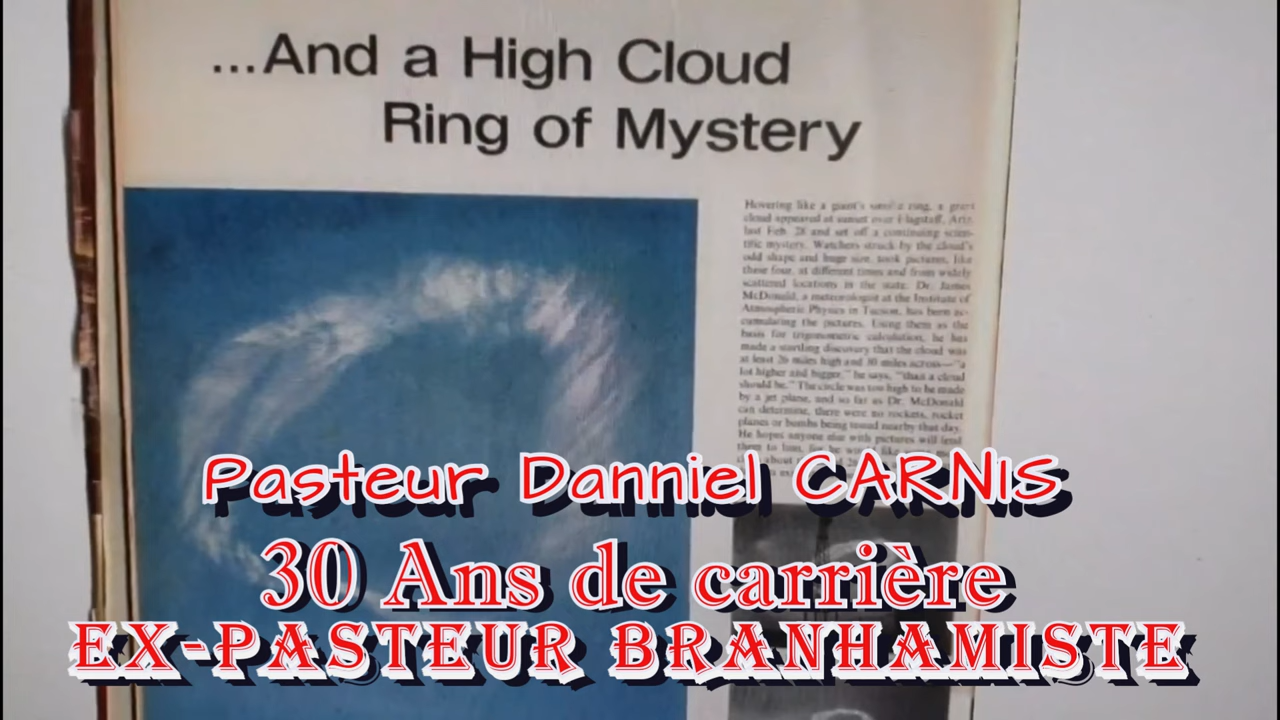 ...And a High Cloud
Ring of Mystery
Hovering like a giant's smoke ring, a great
cloud appeared at sunset over Flagstaff, Ariz.
last Feb. 28 and set off a continuing scien-
tific mystery. Watchers struck by the cloud's
odd shape and huge size, took pictures, like
these four, at different times and from widely
scattered locations in the state. Dr. James
McDonald, a meteorologist at the Institute of
Atmospheric Physics in Tucson, has been ac-
cumulating the pictures. Using them as the
basis for trigonometric calculation, he has
made a startling discovery that the cloud was
at least 26 miles high and 30 miles across—"a
lot higher and bigger," he says, "than a cloud
should be." The circle was too high to be made
by a jet plane, and so far as Dr. McDonald
can determine, there were no rockets, rocket
planes or bombs being tested nearby that day.
He hopes anyone else with pictures will send
them to him, for he
about
Pasteur Danniel CARNIS
30 Ans de carrière
EX-PASTEUR BRANHAMISTE